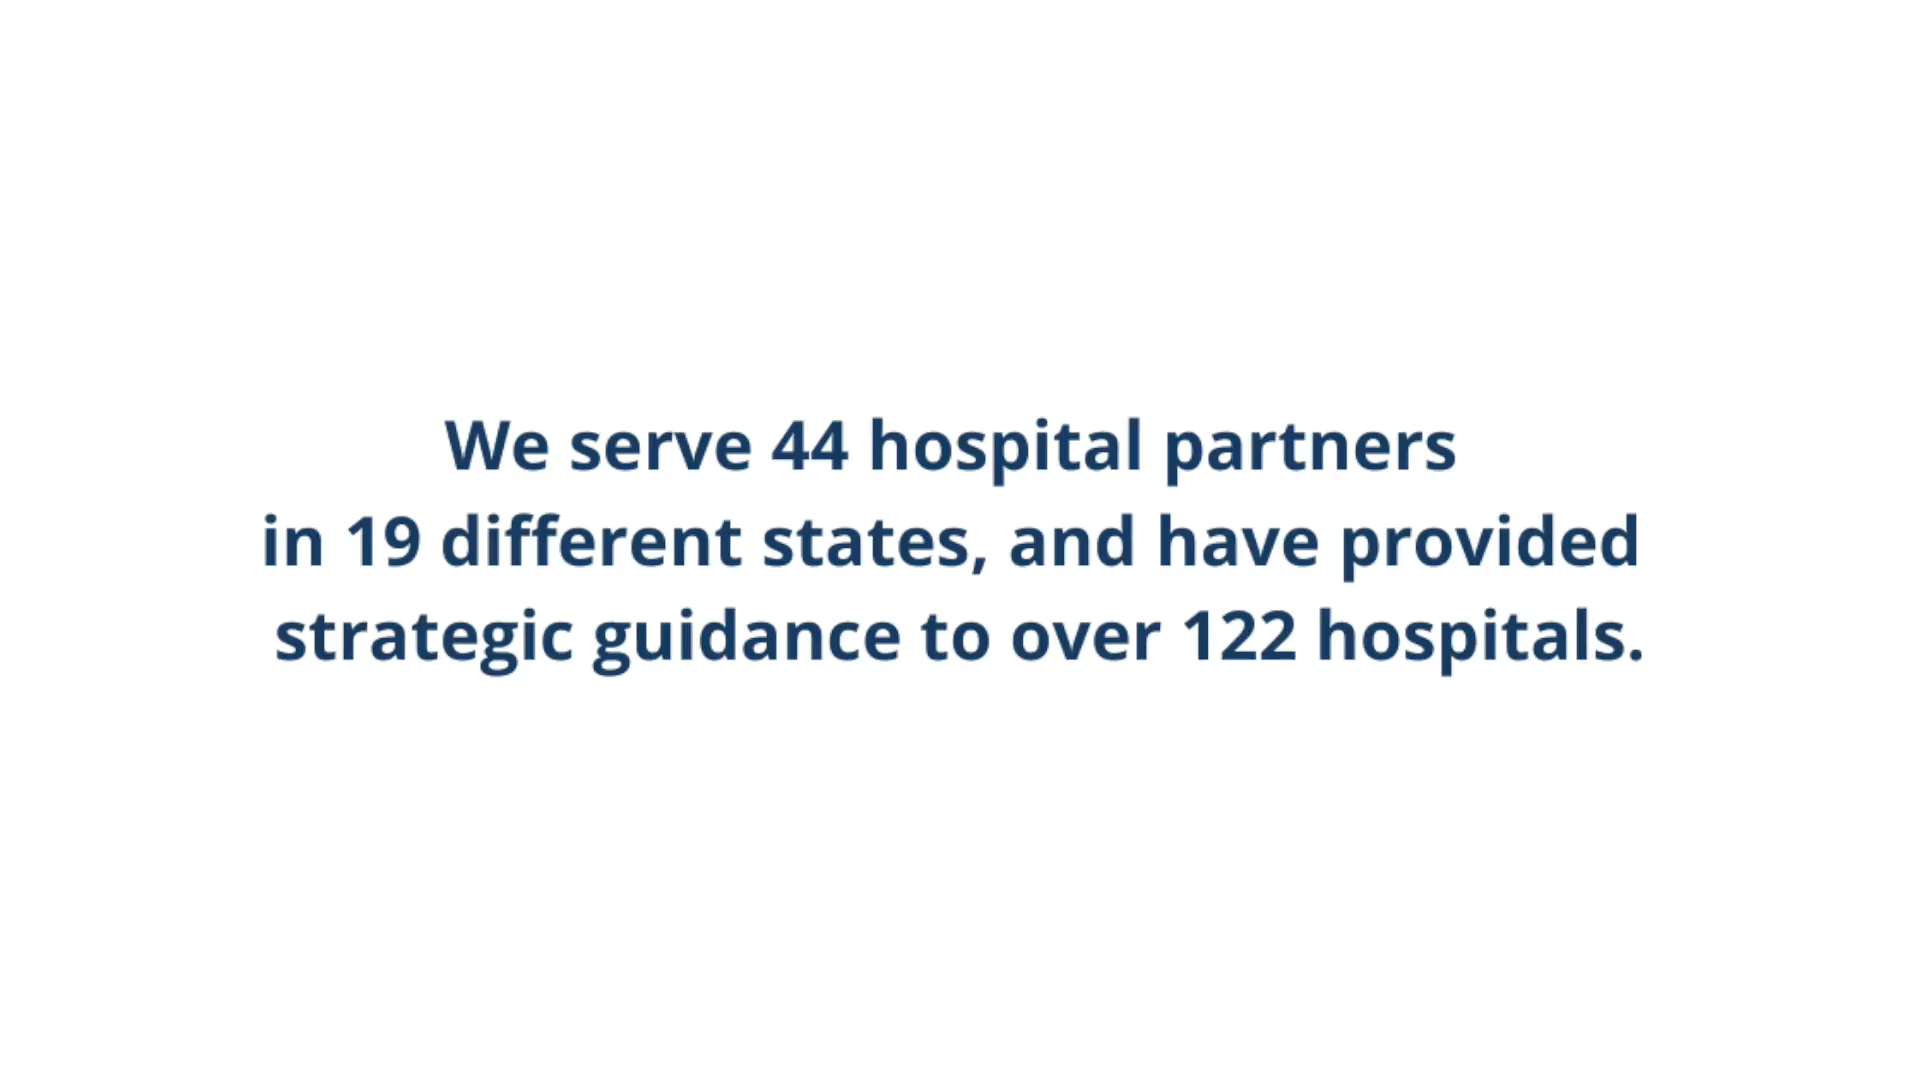 We serve 44 hospital partners
in 19 different states, and have provided
strategic guidance to over 122 hospitals.